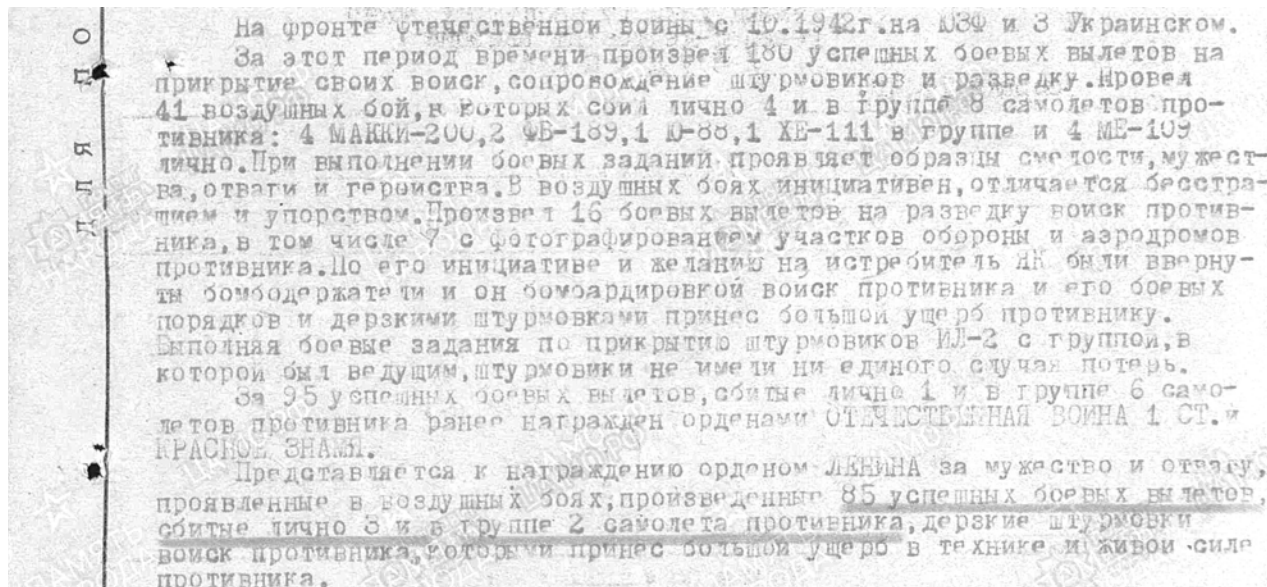 На фронте отечественной войны с 10.1942г.на ЮЗФ и 3 Украинском.
За этот период времени произвел 180 успешных боевых вылетов на
прикрытие своих войск,сопровождение штурмовиков и разведку.Провел
41 воздушных бой,в которых сбил лично 4 и в группе 8 самолетов про-
тивника: 4 МАККИ-200,2 ФВ-189,1 Ю-88,1 ХЕ-111 в группе и 4 МЕ-109
лично.При выполнении боевых заданий проявляет образцы смелости,мужест-
ва,отваги и геройства.В воздушных боях инициативен,отличается бесстра-
шием и упорством.Произвел 16 боевых вылетов на разведку войск против-
ника,в том числе 7 с фотографированием участков обороны и аэродромов
противника.По его инициативе и желанию на истребитель ЯК были вверну-
ты бомбодержатели и он бомбардировкой войск противника и его боевых
порядков и дерзкими штурмовками принес большой ущерб противнику.
Выполняя боевые задания по прикрытию штурмовиков ИЛ-2 с группой,в
которой был ведущим,штурмовики не имели ни единого случая потерь.
За 95 успешных боевых вылетов,сбитые лично 1 и в группе 6 само-
летов противника ранее награжден орденами ОТЕЧЕСТВЕННАЯ ВОЙНА 1 СТ.и
КРАСНОЕ ЗНАМЯ.
Представляется к награждению орденом ЛЕНИНА за мужество и отвагу,
проявленные в воздушных боях,произведенные 85 успешных боевых вылетов,
сбитые лично 3 и в группе 2 самолета противника,дерзкие штурмовки
войск противника,которыми принес большой ущерб в технике и живой силе
противника.
ДЛЯ ПО